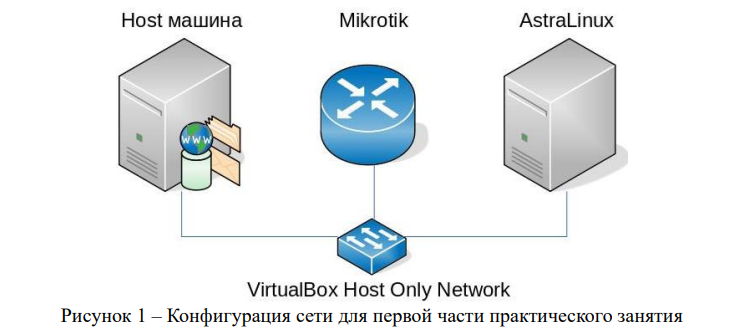 Host машина
Mikrotik
AstraLinux
WWW
VirtualBox Host Only Network
Рисунок 1 – Конфигурация сети для первой части практического занятия